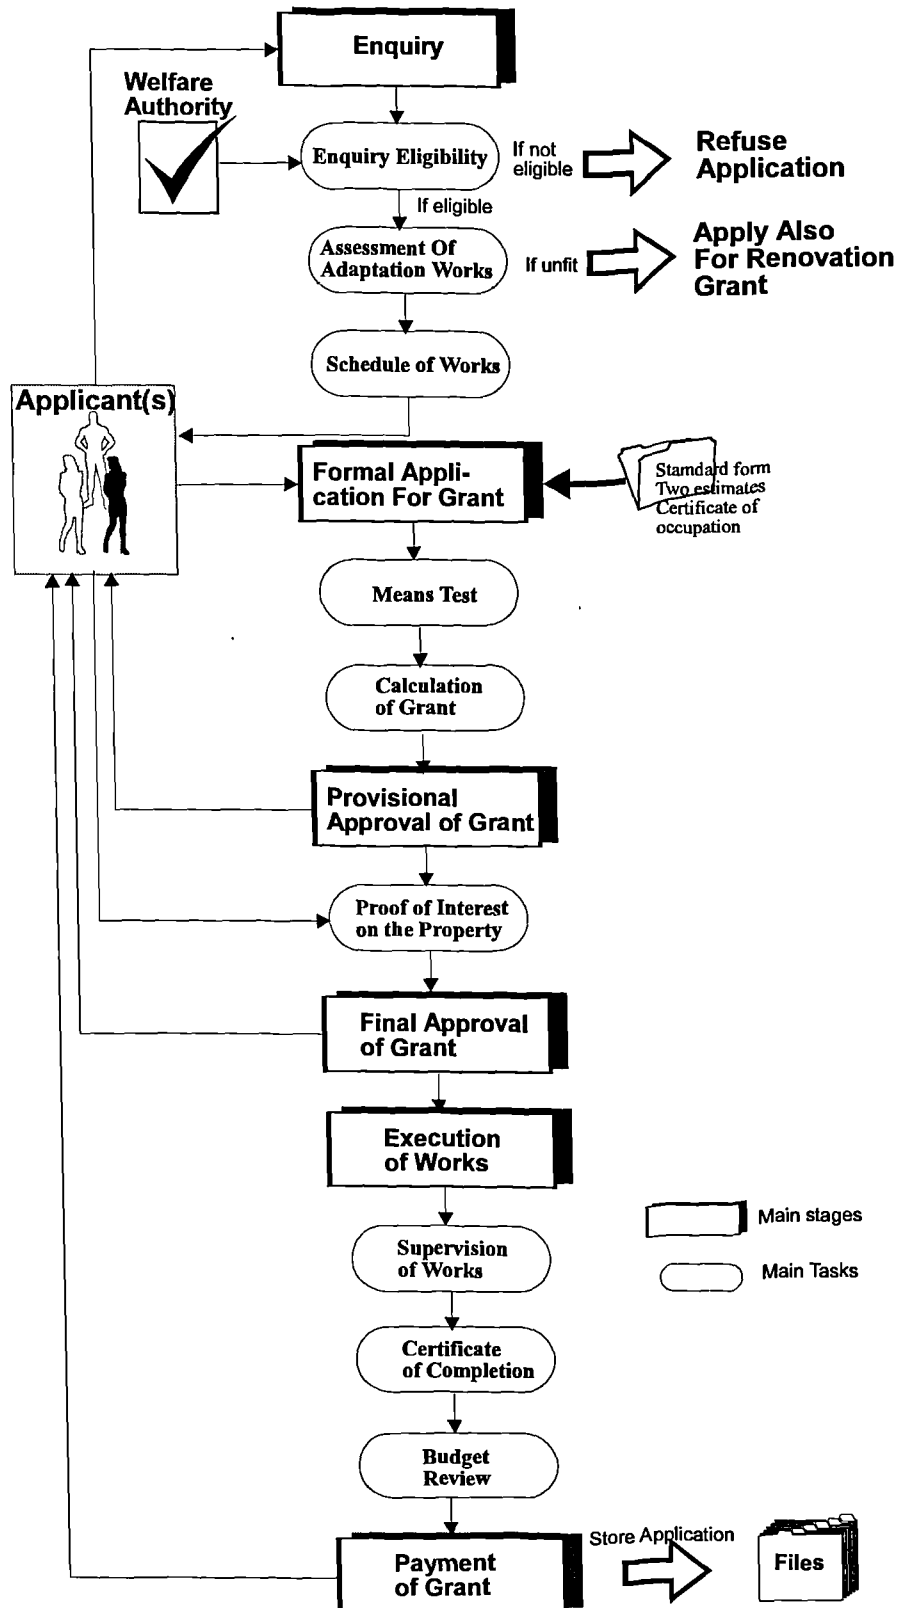 Enquiry
Welfare
Authority
Enquiry Eligibility
If not
eligible
Refuse
Application
If eligible
Assessment Of
Adaptation Works
If unfit
Apply Also
For Renovation
Grant
Schedule of Works
Applicant(s)
Formal Appli-
cation For Grant
Stamdard form
Two estimates
Certificate of
occupation
Means Test
Calculation
of Grant
Provisional
Approval of Grant
Proof of Interest
on the Property
Final Approval
of Grant
Execution
of Works
Main stages
Supervision
of Works
Main Tasks
Certificate
of Completion
Budget
Review
Store Application
Payment
of Grant
Files